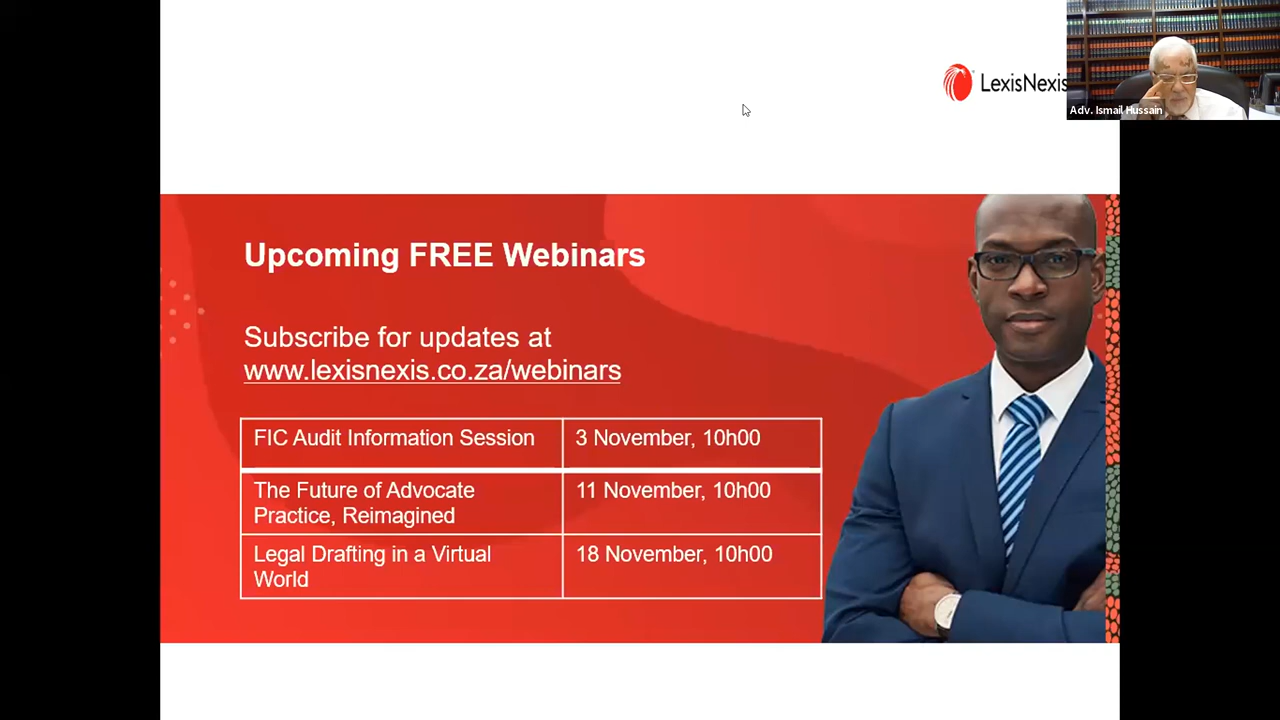 LexisNexis
Adv. Ismail Hussain
Upcoming FREE Webinars
Subscribe for updates at
www.lexisnexis.co.za/webinars
FIC Audit Information Session
3 November, 10h00
The Future of Advocate
Practice, Reimagined
11 November, 10h00
Legal Drafting in a Virtual
World
18 November, 10h00